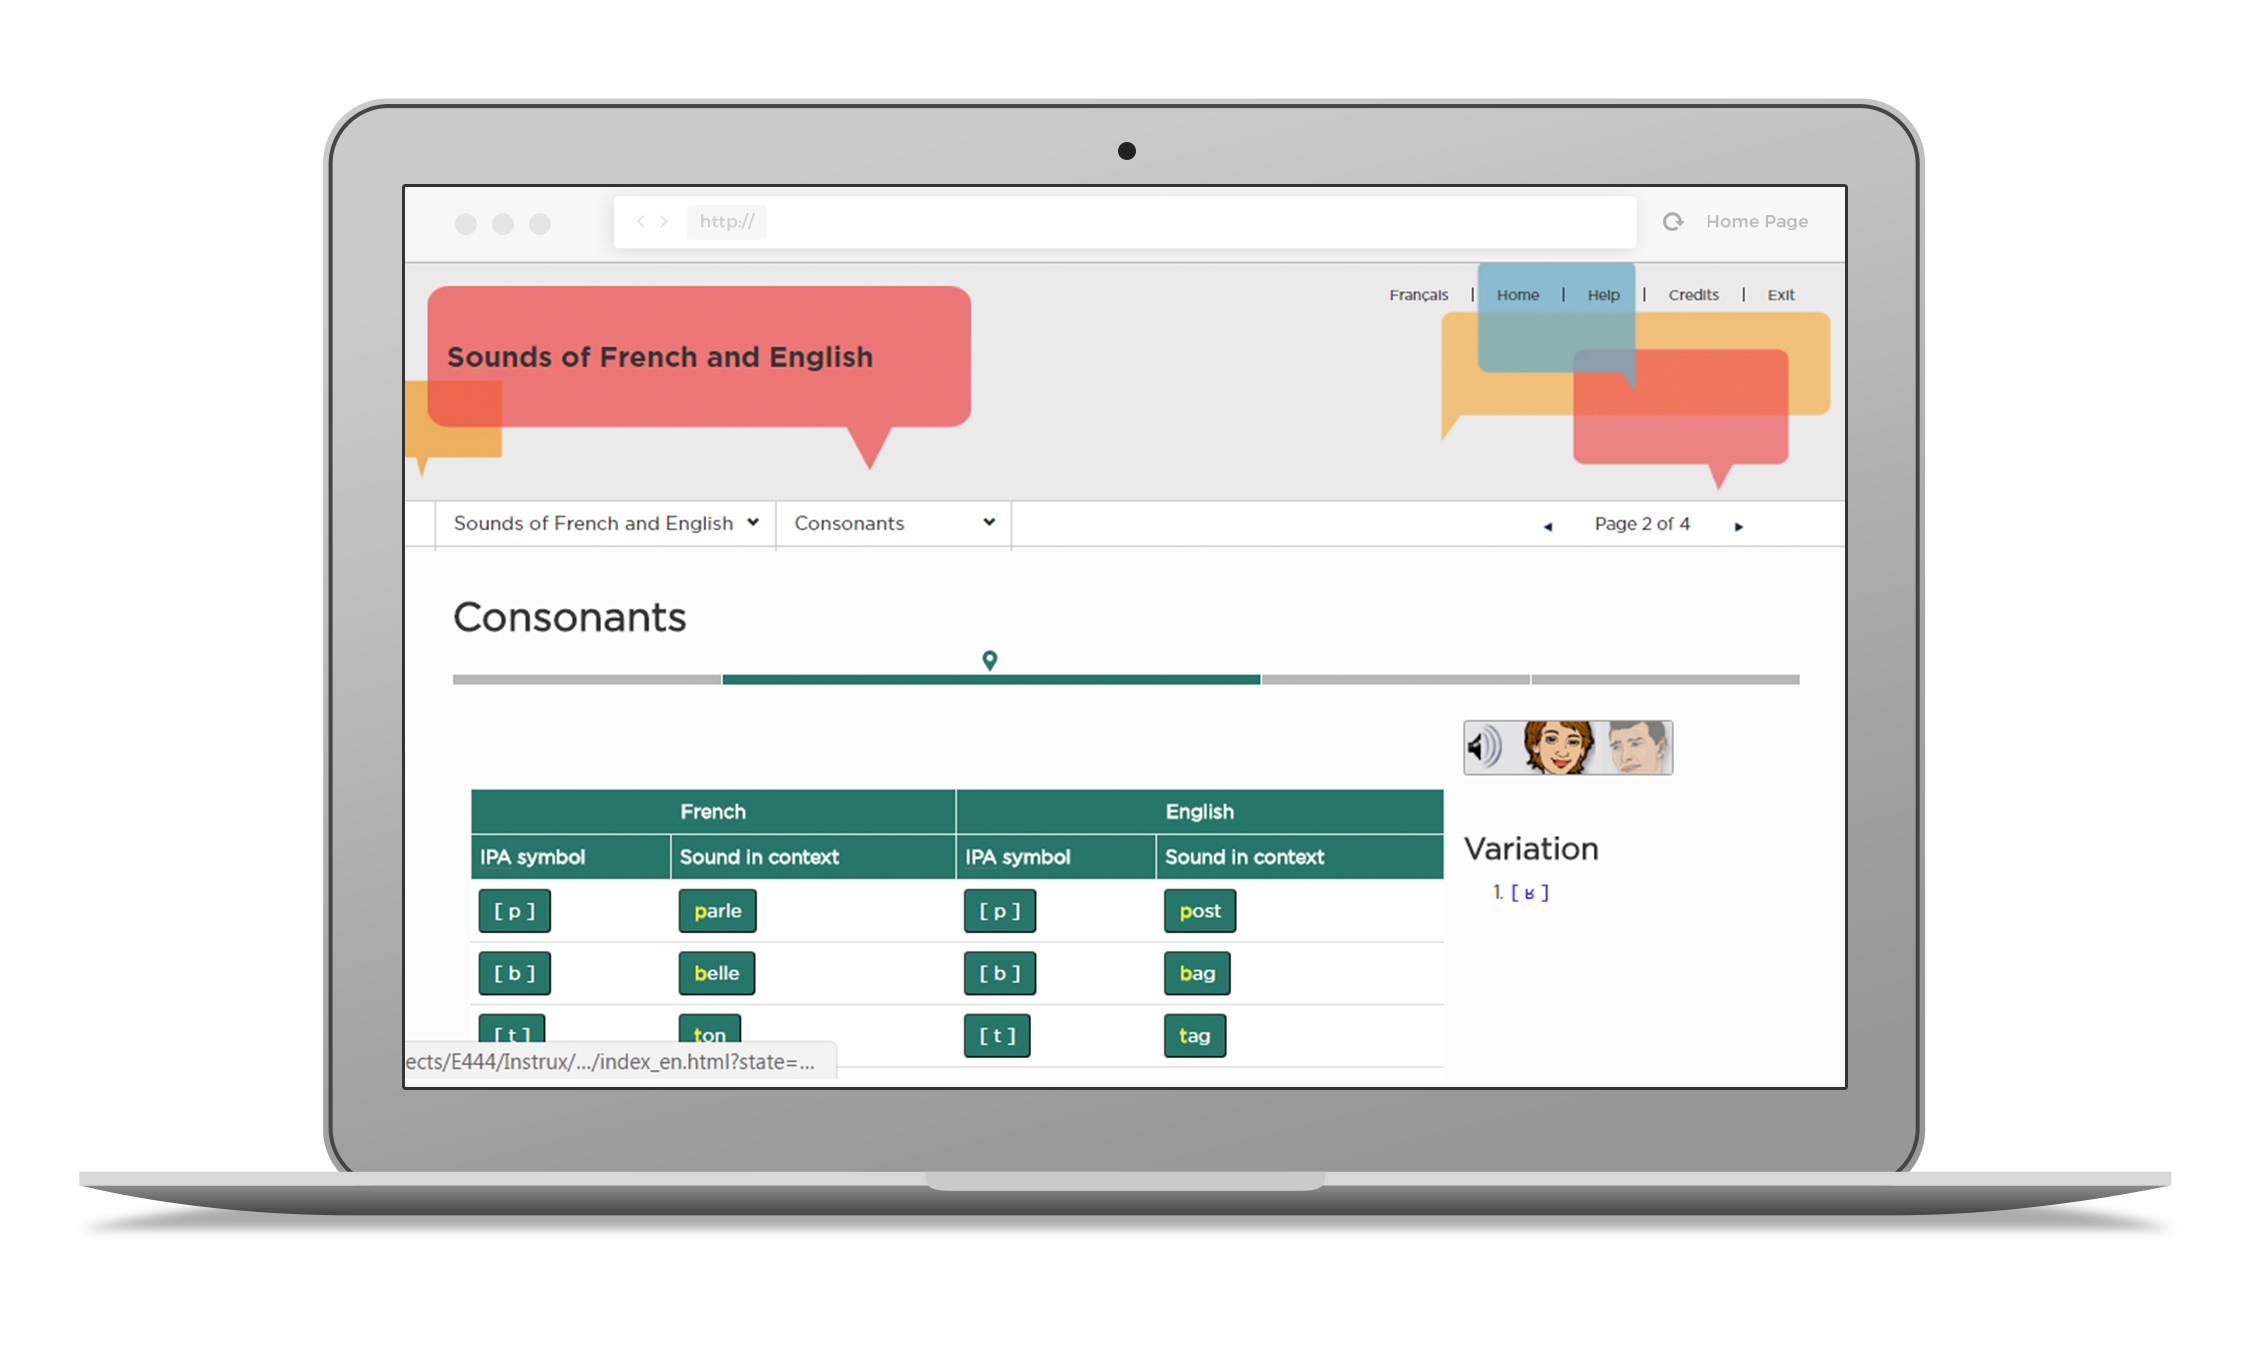 http://
Home Page
Français | Home | Help | Credits | Exit
Sounds of French and English
Sounds of French and English Consonants Page 2 of 4
Consonants
French English
IPA symbol Sound in context IPA symbol Sound in context
[ p ] parle [ p ] post
[ b ] belle [ b ] bag
[ t ] ton [ t ] tag
Variation
1. [ ʁ ]
ects/E444/Instrux/.../index_en.html?state=...